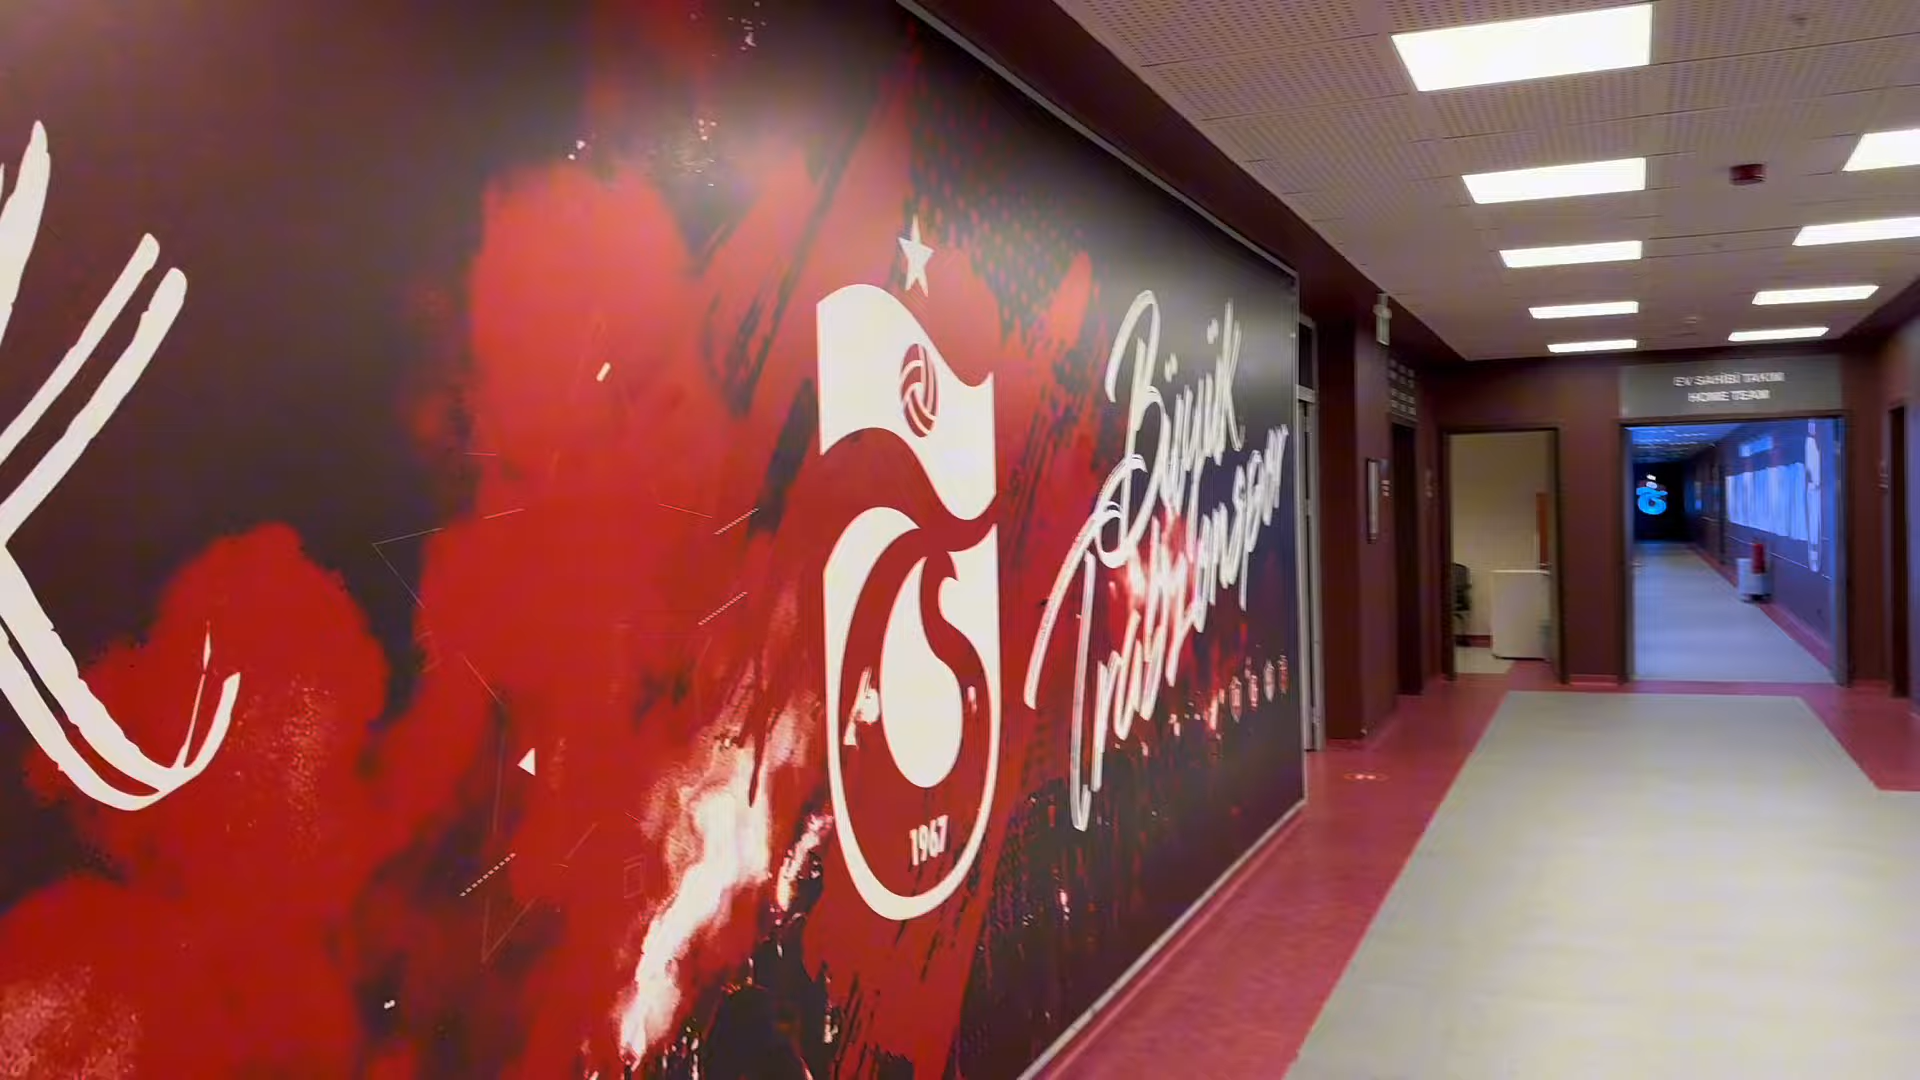 Büyük
Trabzonspor
1967
EV SAHİBİ TAKIM
HOME TEAM